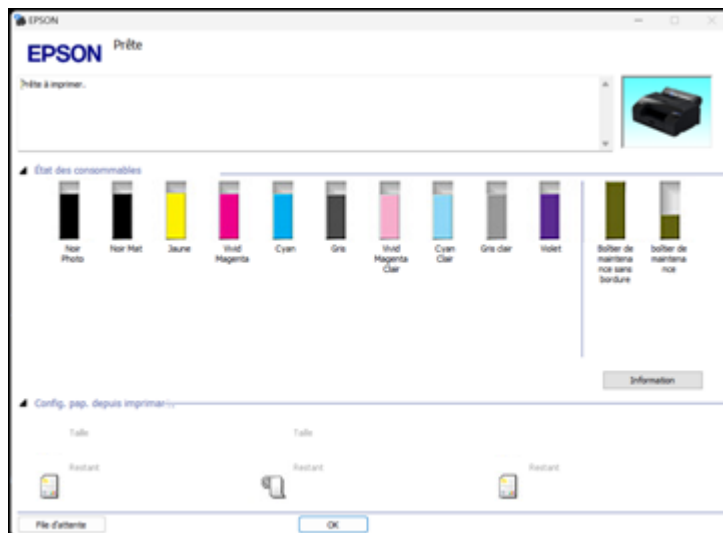 EPSON
EPSON
Prête
Prête à imprimer.
État des consommables
Noir
Photo
Noir Mat
Jaune
Vivid
Magenta
Cyan
Gris
Vivid
Magenta
Clair
Cyan
Clair
Gris clair
Violet
Boîtier de
maintena
nce sans
bordure
boîtier de
maintena
nce
Information
Config. pap. depuis
Taille
Taille
Restant
Restant
Restant
File d'attente
OK